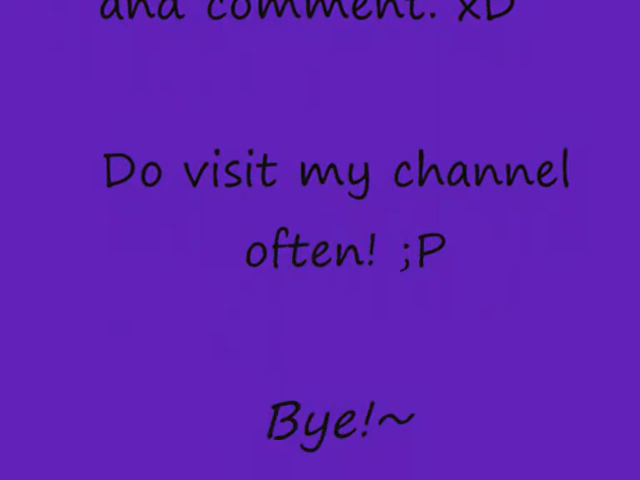 and comment. xD
Do visit my channel
often! ;P
Bye!~